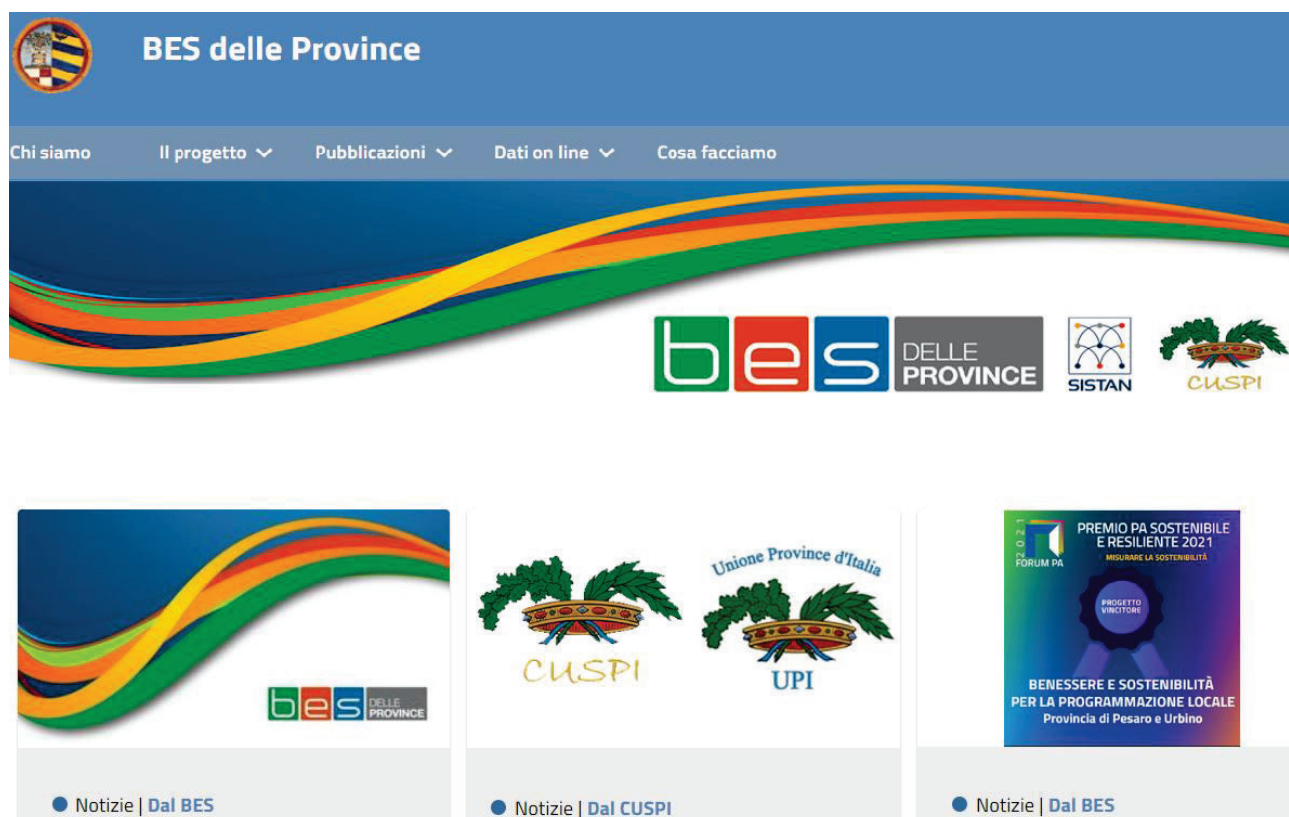 BES delle Province
Chi siamo
Il progetto
Pubblicazioni
Dati on line
Cosa facciamo
bes DELLE
PROVINCE
SISTAN
CUSPI
bes DELLE
PROVINCE
CUSPI
Unione Province d'Italia
UPI
2021
FORUM PA
PREMIO PA SOSTENIBILE
E RESILIENTE 2021
MISURARE LA SOSTENIBILITÀ
PROGETTO
VINCITORE
BENESSERE E SOSTENIBILITÀ
PER LA PROGRAMMAZIONE LOCALE
Provincia di Pesaro e Urbino
Notizie | Dal BES
Notizie | Dal CUSPI
Notizie | Dal BES